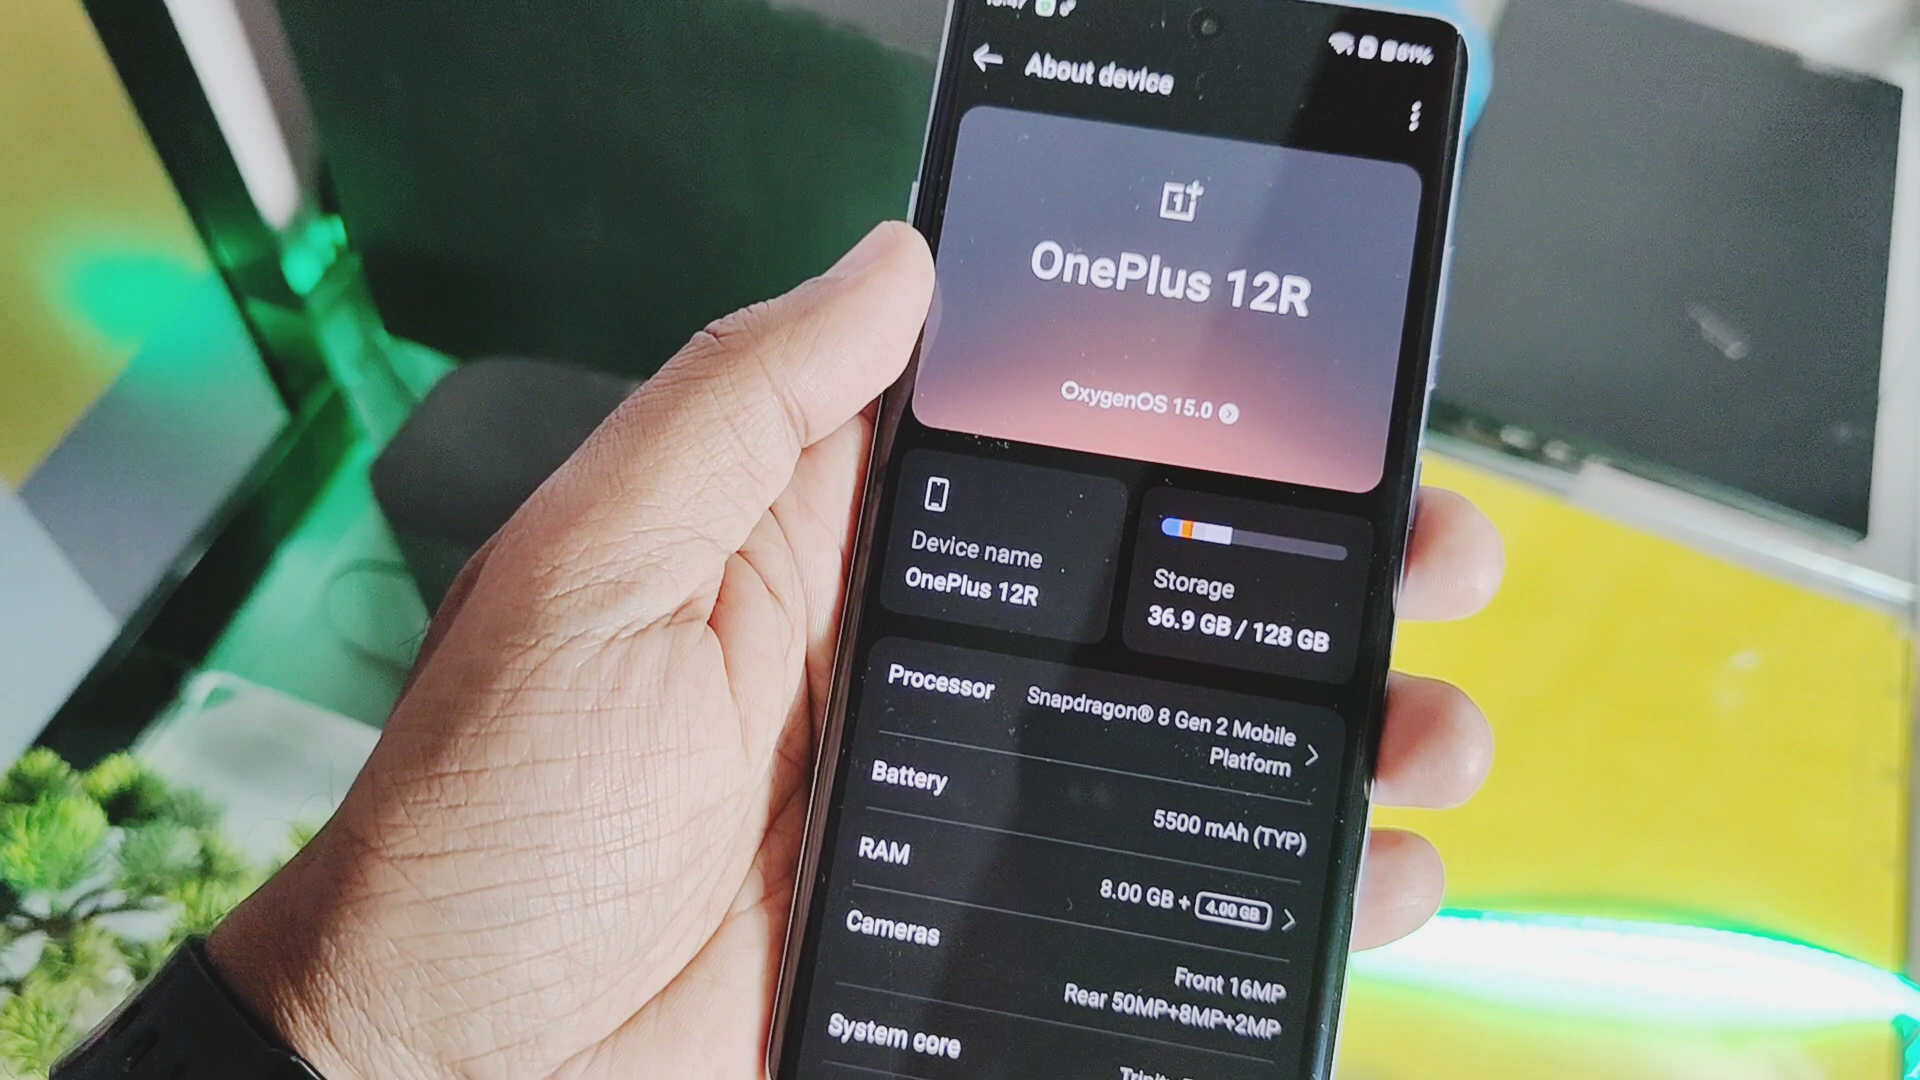 81%
About device
OnePlus 12R
OxygenOS 15.0
Device name
OnePlus 12R
Storage
36.9 GB / 128 GB
Processor
Snapdragon® 8 Gen 2 Mobile
Platform
Battery
5500 mAh (TYP)
RAM
8.00 GB + 4.00 GB
Cameras
Front 16MP
Rear 50MP+8MP+2MP
System core